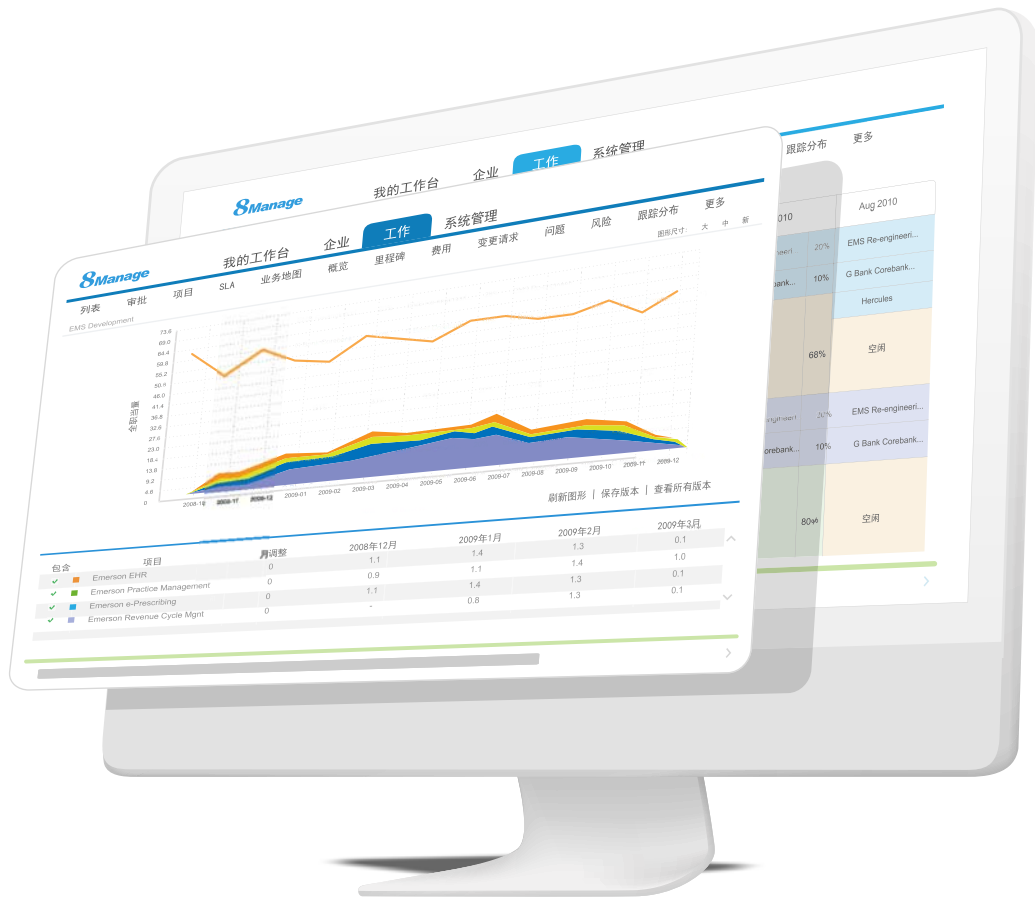 8Manage
我的工作台 企业 工作 系统管理
跟踪分布 更多
Aug 2010
20% EMS Re-engineeri...
10% G Bank Corebank...
Hercules
68% 空闲
EMS Re-engineeri...
orebank... 10% G Bank Corebank...
空闲
8Manage
我的工作台 企业 工作 系统管理
列表 审批 项目 SLA 业务地图 概览 里程碑 费用 变更请求 问题 风险 跟踪分布 更多
EMS Development
图形尺寸: 大 中 新
全职当量
73.6
69.0
64.4
59.8
55.2
50.6
46.0
41.4
36.8
32.6
27.6
23.0
18.4
13.8
9.2
4.6
0
2008-10 2008-11 2008-12 2009-01 2009-02 2009-03 2009-04 2009-05 2009-06 2009-07 2009-08 2009-09 2009-10 2009-11 2009-12
刷新图形 | 保存版本 | 查看所有版本
包含 项目 月调整 2008年12月 2009年1月 2009年2月 2009年3月
Emerson EHR 0 1.1 1.4 1.3 0.1
Emerson Practice Management 0 0.9 1.1 1.4 1.0
Emerson e-Prescribing 0 1.1 1.4 1.3 0.1
Emerson Revenue Cycle Mgnt 0 - 0.8 1.3 0.1